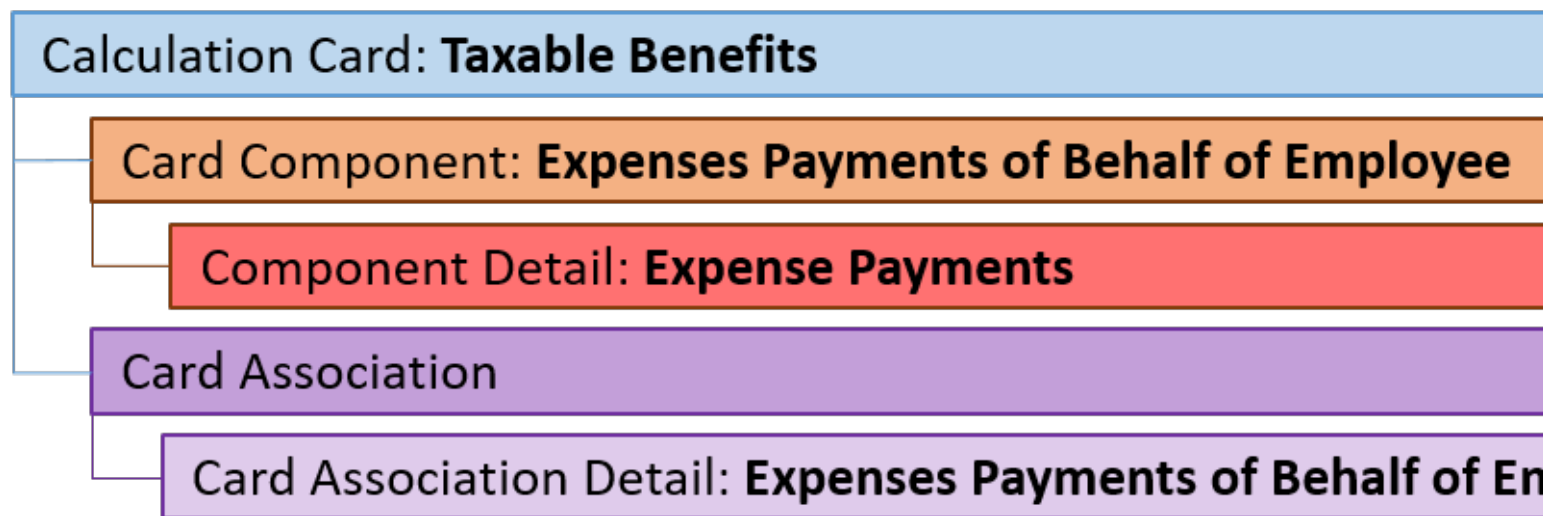 Calculation Card: Taxable Benefits
Card Component: Expenses Payments of Behalf of Employee
Component Detail: Expense Payments
Card Association
Card Association Detail: Expenses Payments of Behalf of